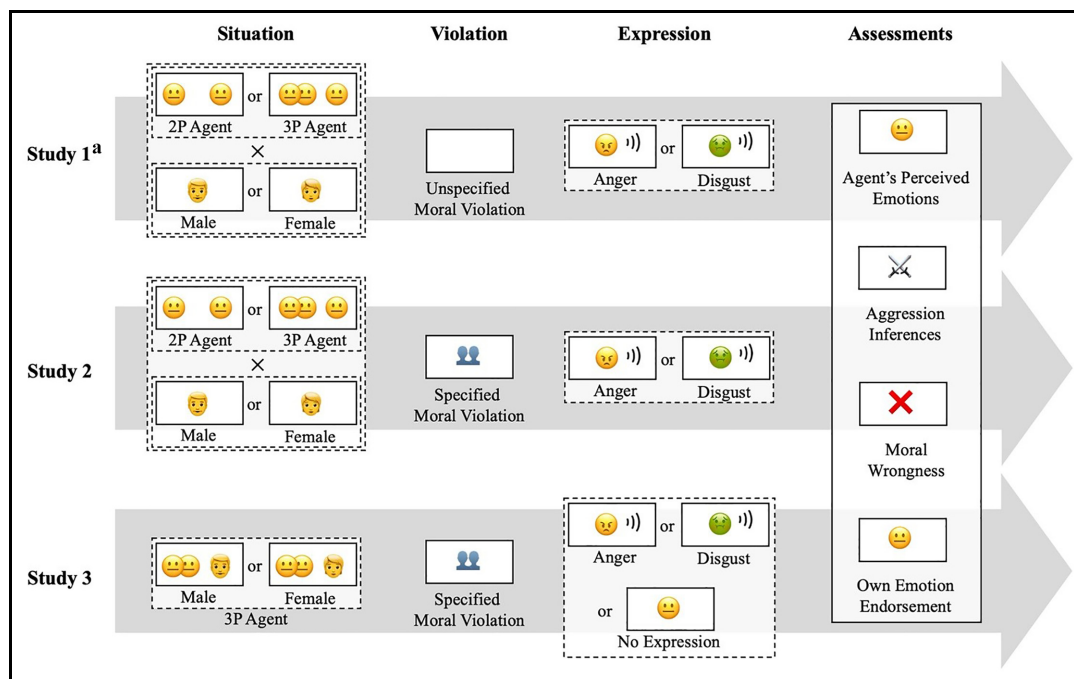 Situation
Violation
Expression
Assessments
Study 1a
or
2P Agent
3P Agent
×
or
Male
Female
Unspecified
Moral Violation
or
Anger
Disgust
Study 2
or
2P Agent
3P Agent
×
or
Male
Female
Specified
Moral Violation
or
Anger
Disgust
Study 3
or
Male
Female
3P Agent
Specified
Moral Violation
or
Anger
Disgust
or
No Expression
Agent's Perceived
Emotions
Aggression
Inferences
Moral
Wrongness
Own Emotion
Endorsement